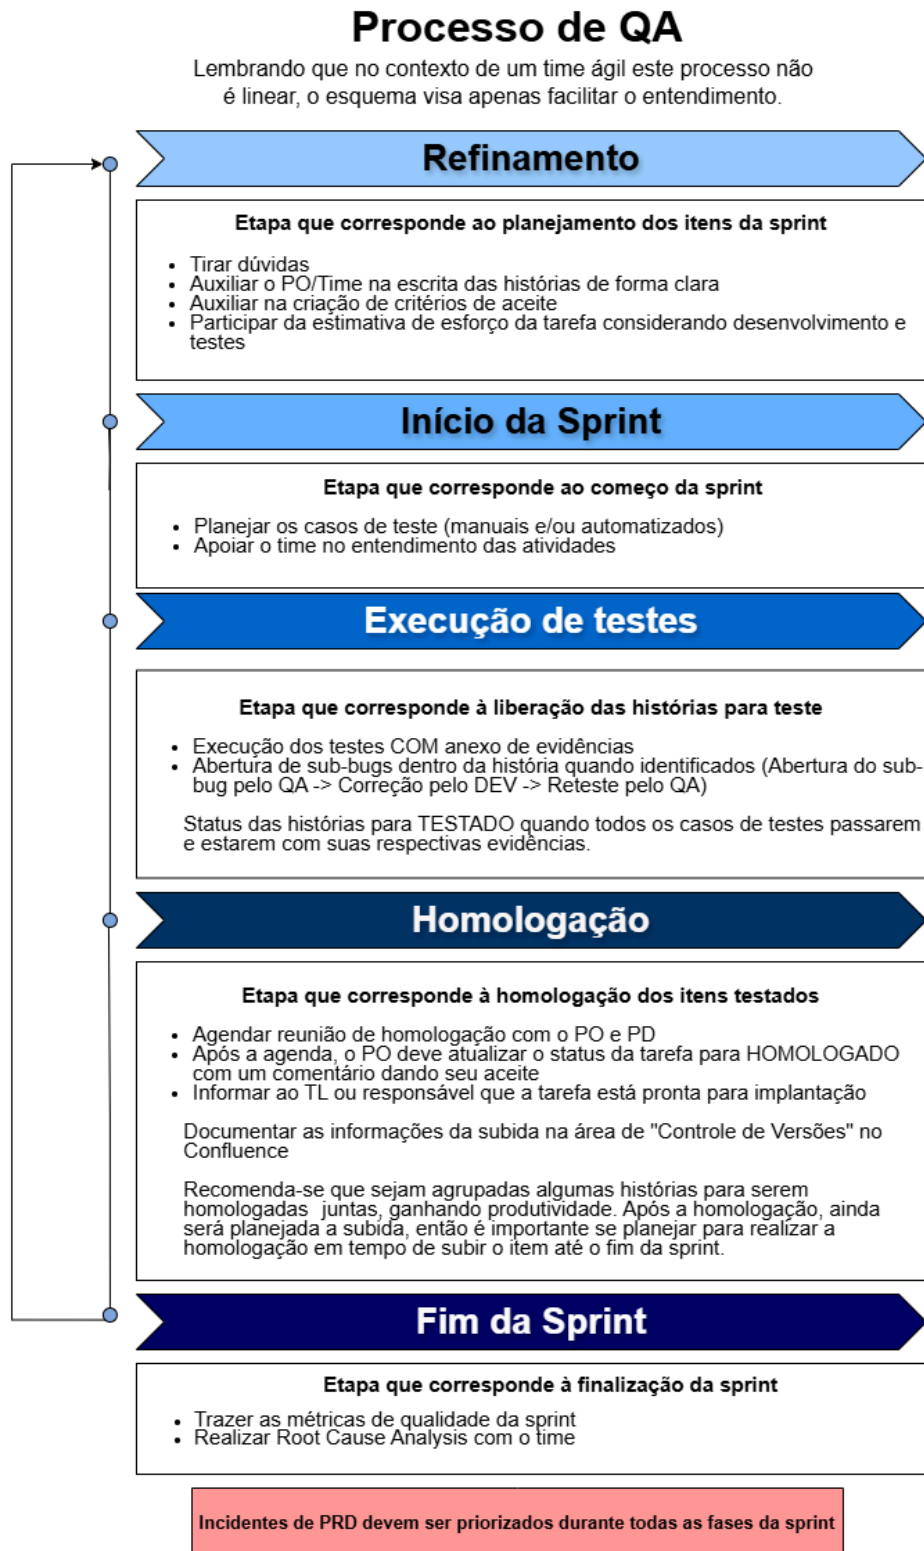 Processo de QA
Lembrando que no contexto de um time ágil este processo não
é linear, o esquema visa apenas facilitar o entendimento.
Refinamento
Etapa que corresponde ao planejamento dos itens da sprint
• Tirar dúvidas
• Auxiliar o PO/Time na escrita das histórias de forma clara
• Auxiliar na criação de critérios de aceite
• Participar da estimativa de esforço da tarefa considerando desenvolvimento e
testes
Início da Sprint
Etapa que corresponde ao começo da sprint
• Planejar os casos de teste (manuais e/ou automatizados)
• Apoiar o time no entendimento das atividades
Execução de testes
Etapa que corresponde à liberação das histórias para teste
• Execução dos testes COM anexo de evidências
• Abertura de sub-bugs dentro da história quando identificados (Abertura do sub-
bug pelo QA -> Correção pelo DEV -> Reteste pelo QA)
Status das histórias para TESTADO quando todos os casos de testes passarem
e estarem com suas respectivas evidências.
Homologação
Etapa que corresponde à homologação dos itens testados
• Agendar reunião de homologação com o PO e PD
• Após a agenda, o PO deve atualizar o status da tarefa para HOMOLOGADO
com um comentário dando seu aceite
• Informar ao TL ou responsável que a tarefa está pronta para implantação
Documentar as informações da subida na área de "Controle de Versões" no
Confluence
Recomenda-se que sejam agrupadas algumas histórias para serem
homologadas  juntas, ganhando produtividade. Após a homologação, ainda
será planejada a subida, então é importante se planejar para realizar a
homologação em tempo de subir o item até o fim da sprint.
Fim da Sprint
Etapa que corresponde à finalização da sprint
• Trazer as métricas de qualidade da sprint
• Realizar Root Cause Analysis com o time
Incidentes de PRD devem ser priorizados durante todas as fases da sprint